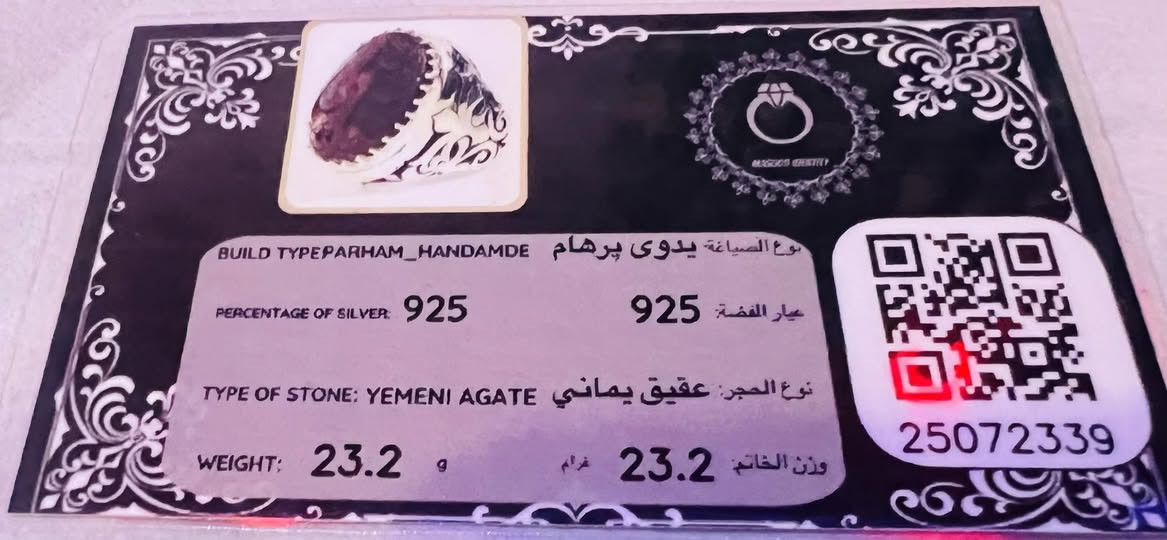 BUILD TYPEPARHAM_HANDAMDE نوع الصياغة: يدوى پرهام
PERCENTAGE OF SILVER: 925 عيار الفضة: 925
TYPE OF STONE: YEMENI AGATE نوع الحجر: عقيق يماني
WEIGHT: 23.2 g وزن الخاتم: 23.2 غرام
25072339